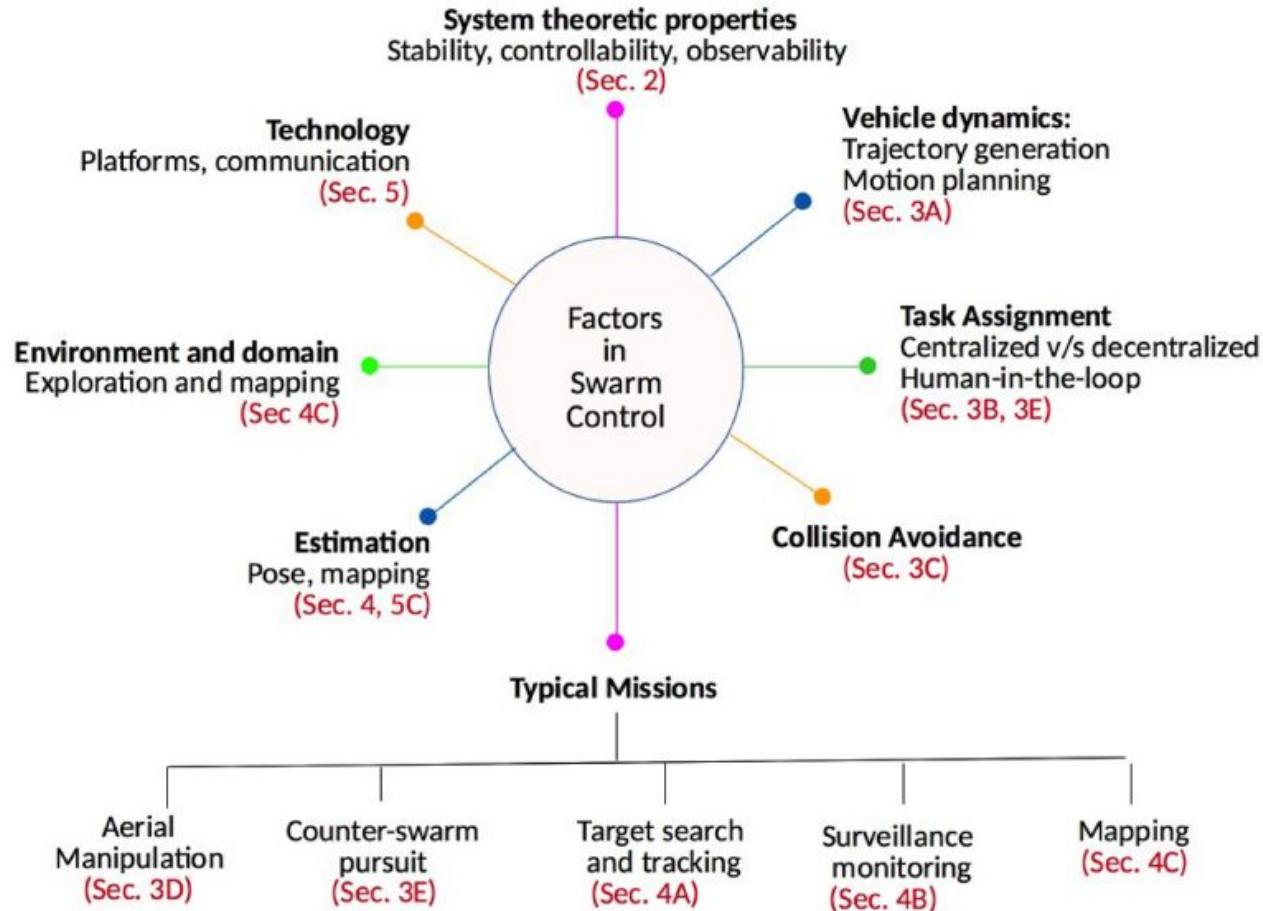 System theoretic properties
Stability, controllability, observability
(Sec. 2)
Technology
Platforms, communication
(Sec. 5)
Vehicle dynamics:
Trajectory generation
Motion planning
(Sec. 3A)
Environment and domain
Exploration and mapping
(Sec 4C)
Factors
in
Swarm
Control
Task Assignment
Centralized v/s decentralized
Human-in-the-loop
(Sec. 3B, 3E)
Estimation
Pose, mapping
(Sec. 4, 5C)
Collision Avoidance
(Sec. 3C)
Typical Missions
Aerial
Manipulation
(Sec. 3D)
Counter-swarm
pursuit
(Sec. 3E)
Target search
and tracking
(Sec. 4A)
Surveillance
monitoring
(Sec. 4B)
Mapping
(Sec. 4C)